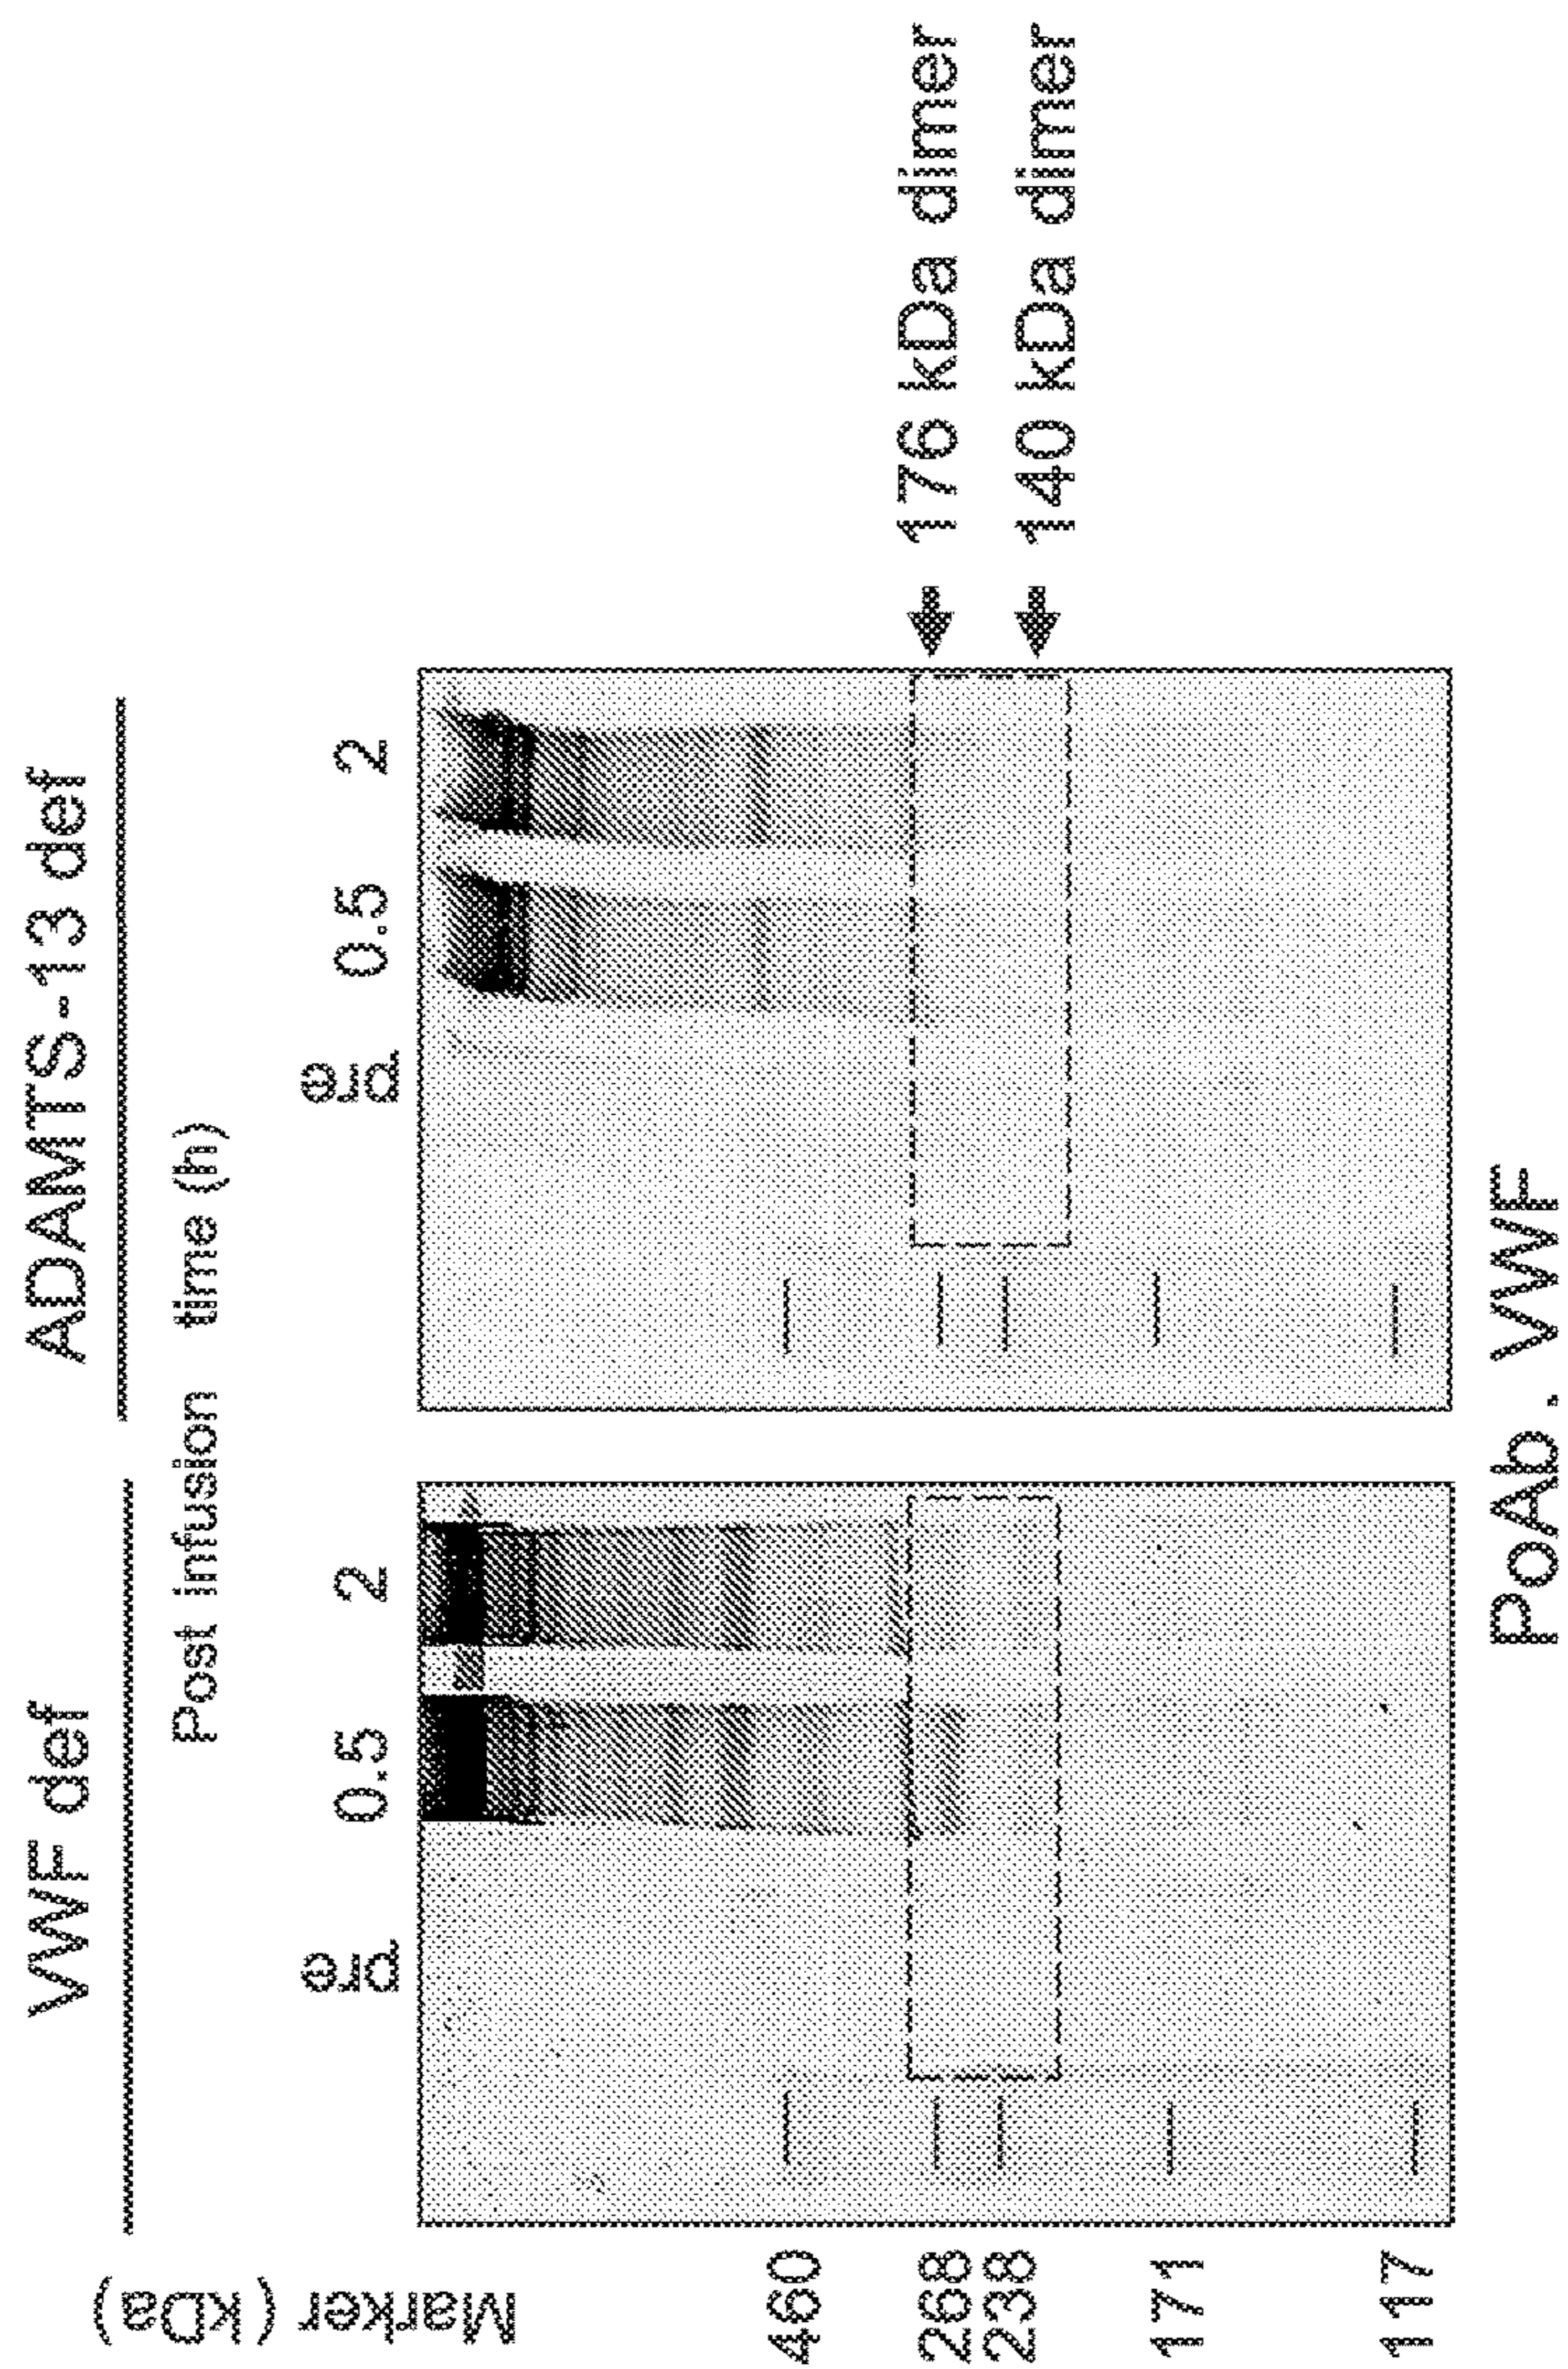 VWF def
ADAMTS-13 def
Post infusion time (h)
Marker (kDa)
pre
0.5
2
pre
0.5
2
460
268
238
171
117
176 kDa dimer
140 kDa dimer
PoAb. VWF